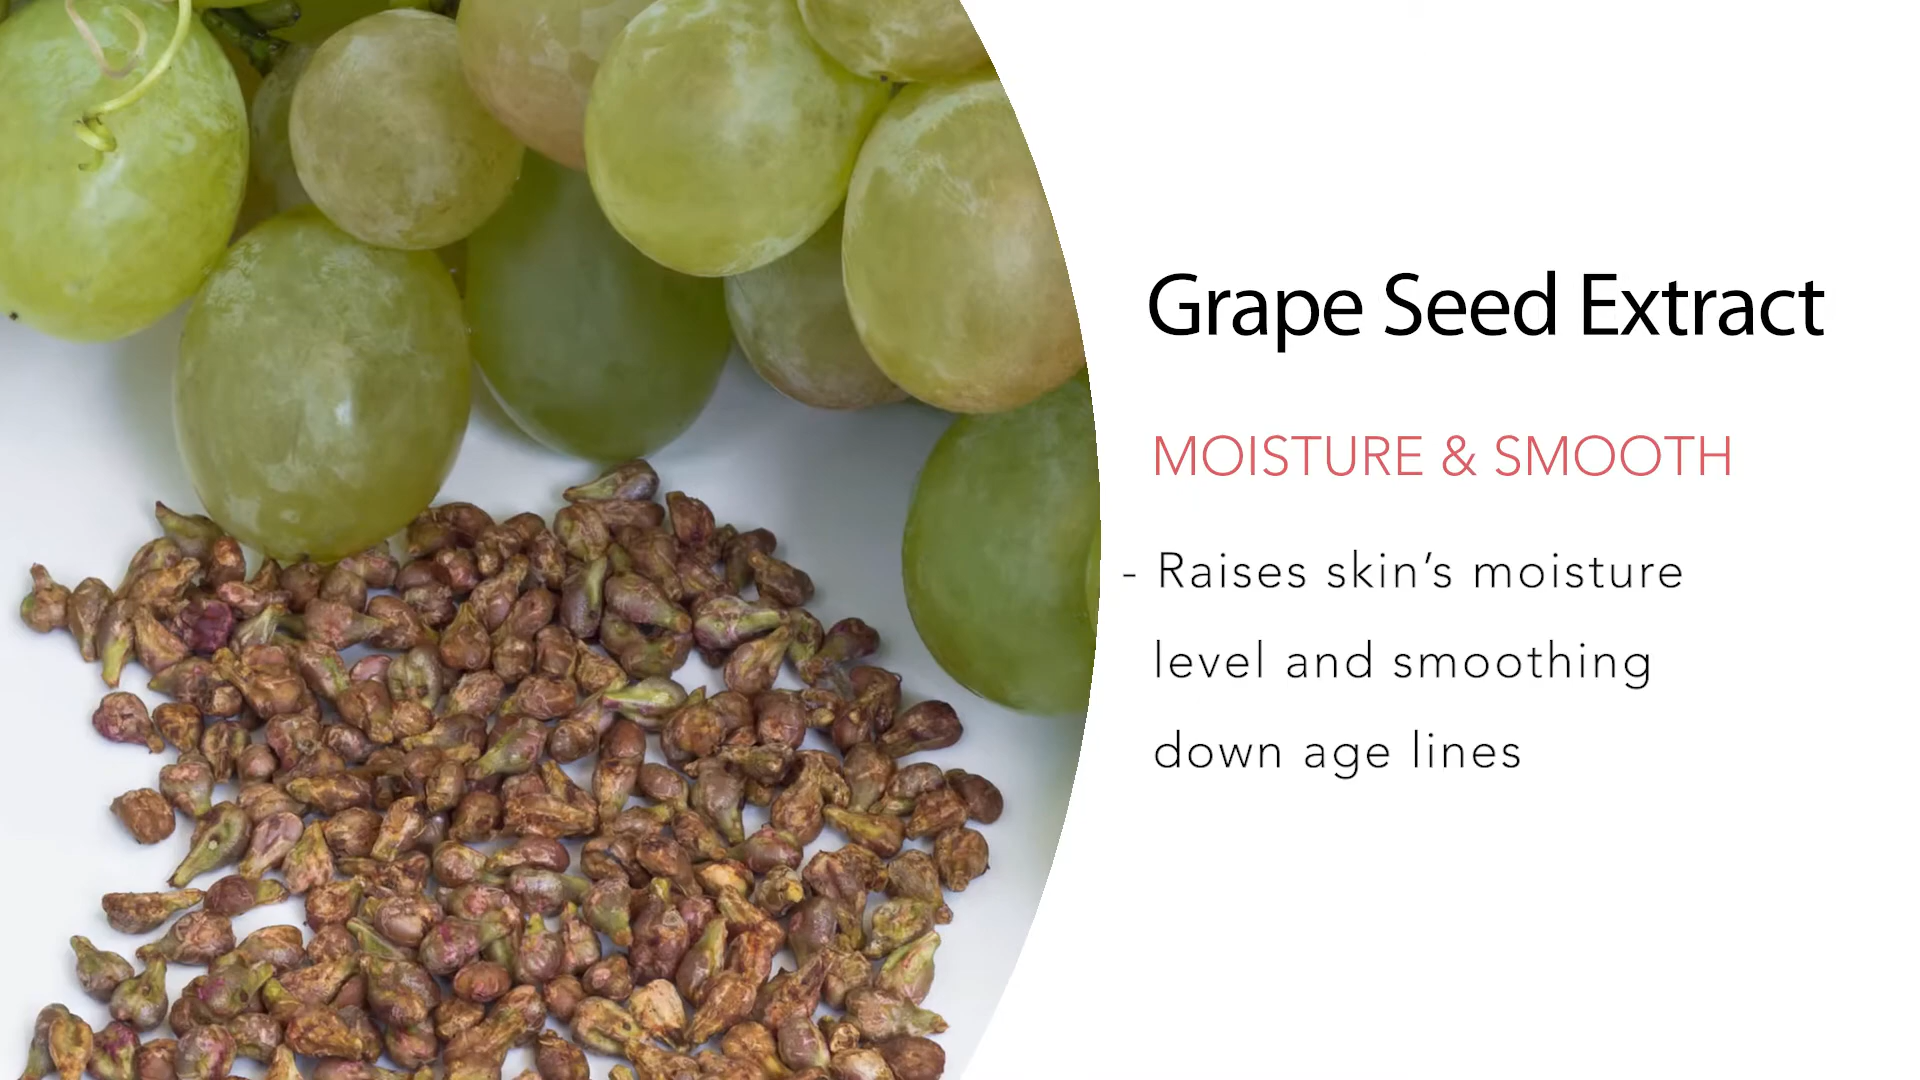 Grape Seed Extract
MOISTURE & SMOOTH
- Raises skin’s moisture
level and smoothing
down age lines